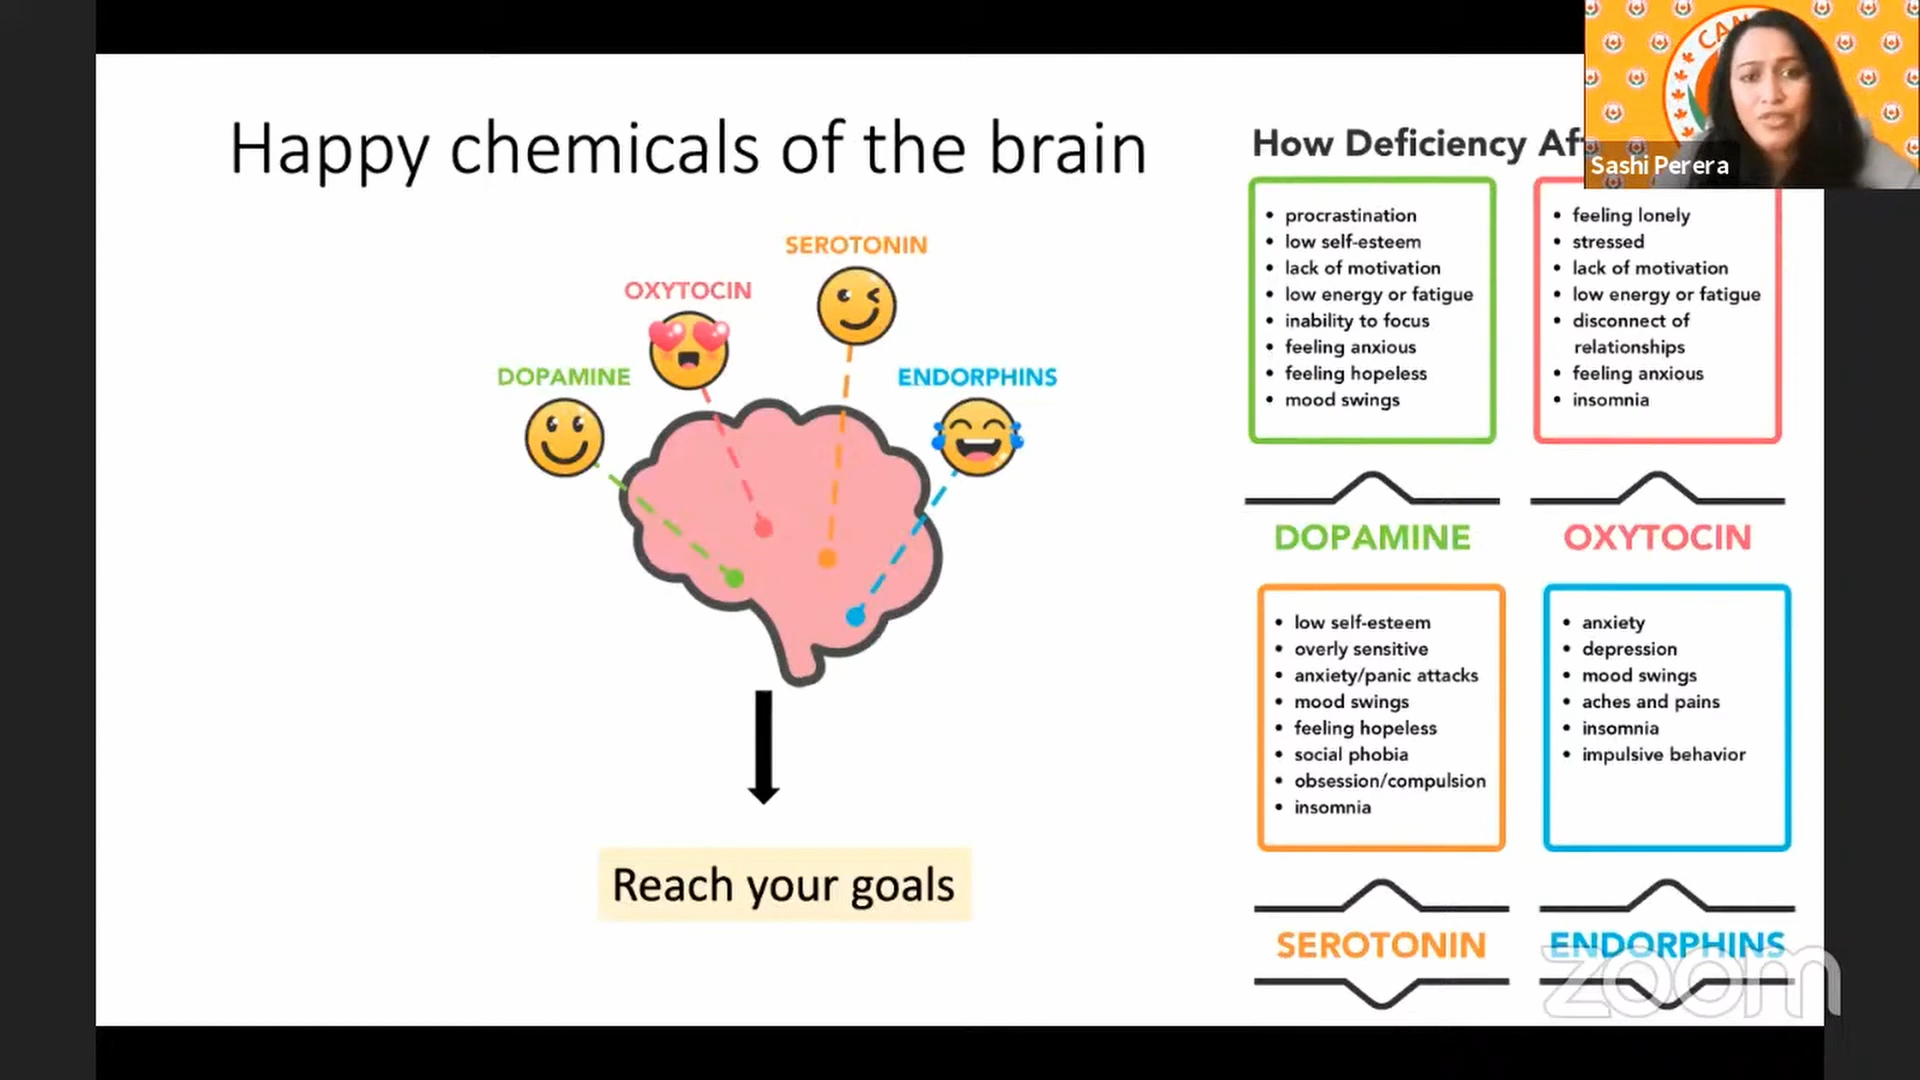 Happy chemicals of the brain
SEROTONIN
OXYTOCIN
DOPAMINE
ENDORPHINS
Reach your goals
How Deficiency Af
• procrastination
• low self-esteem
• lack of motivation
• low energy or fatigue
• inability to focus
• feeling anxious
• feeling hopeless
• mood swings
DOPAMINE
• feeling lonely
• stressed
• lack of motivation
• low energy or fatigue
• disconnect of
relationships
• feeling anxious
• insomnia
OXYTOCIN
• low self-esteem
• overly sensitive
• anxiety/panic attacks
• mood swings
• feeling hopeless
• social phobia
• obsession/compulsion
• insomnia
SEROTONIN
• anxiety
• depression
• mood swings
• aches and pains
• insomnia
• impulsive behavior
ENDORPHINS
CAN
Sashi Perera
zoom